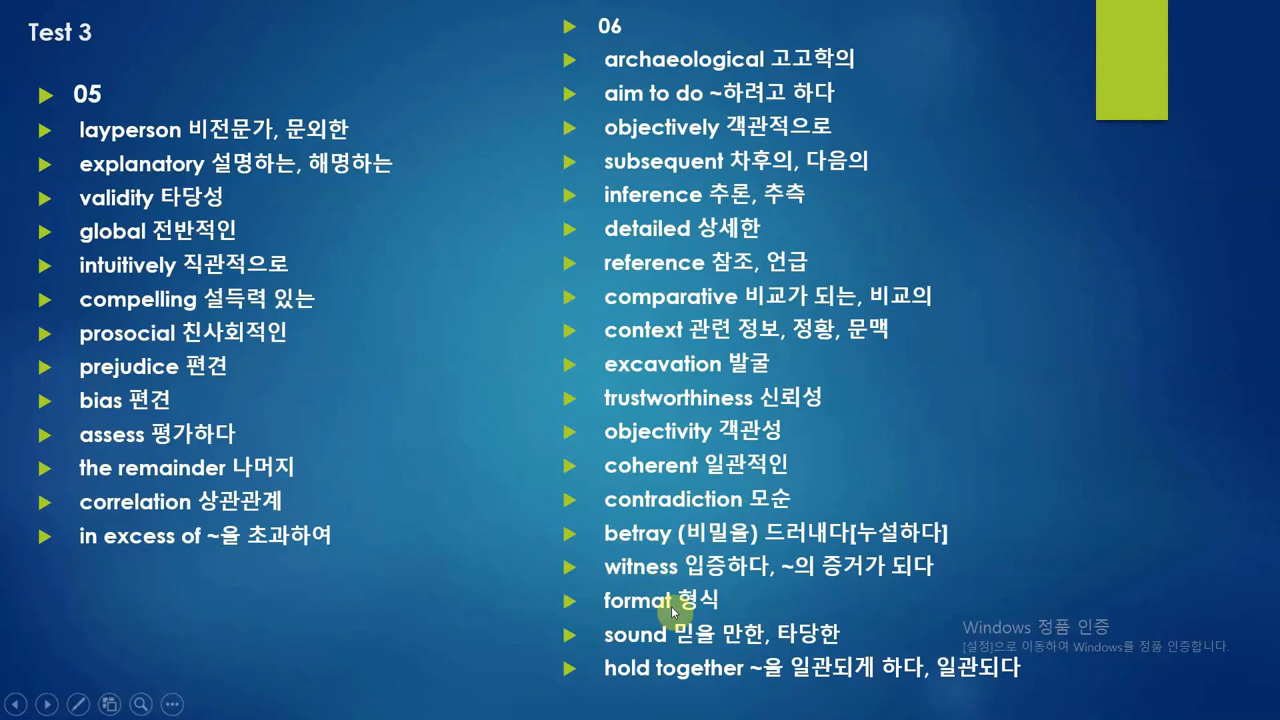 Test 3
05
layperson 비전문가, 문외한
explanatory 설명하는, 해명하는
validity 타당성
global 전반적인
intuitively 직관적으로
compelling 설득력 있는
prosocial 친사회적인
prejudice 편견
bias 편견
assess 평가하다
the remainder 나머지
correlation 상관관계
in excess of ~을 초과하여
06
archaeological 고고학의
aim to do ~하려고 하다
objectively 객관적으로
subsequent 차후의, 다음의
inference 추론, 추측
detailed 상세한
reference 참조, 언급
comparative 비교가 되는, 비교의
context 관련 정보, 정황, 문맥
excavation 발굴
trustworthiness 신뢰성
objectivity 객관성
coherent 일관적인
contradiction 모순
betray (비밀을) 드러내다[누설하다]
witness 입증하다, ~의 증거가 되다
format 형식
sound 믿을 만한, 타당한
hold together ~을 일관되게 하다, 일관되다
Windows 정품 인증
[설정]으로 이동하여 Windows를 정품 인증합니다.